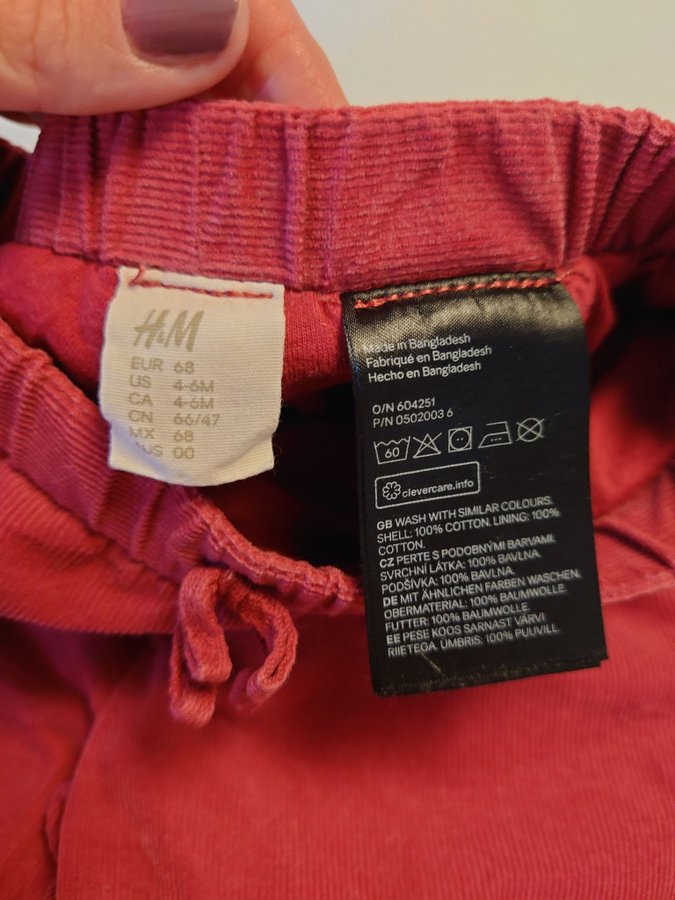 H&M
EUR 68
US 4-6M
CA 4-6M
CN 66/47
MX 68
AUS 00
Made in Bangladesh
Fabriqué en Bangladesh
Hecho en Bangladesh
O/N 604251
P/N 0502003 6
60
clevercare.info
GB WASH WITH SIMILAR COLOURS.
SHELL: 100% COTTON. LINING: 100%
COTTON.
CZ PERTE S PODOBNÝMI BARVAMI.
SVRCHNÍ LÁTKA: 100% BAVLNA.
PODŠÍVKA: 100% BAVLNA.
DE MIT ÄHNLICHEN FARBEN WASCHEN.
OBERMATERIAL: 100% BAUMWOLLE.
FUTTER: 100% BAUMWOLLE.
EE PESE KOOS SARNAST VÄRVI
RIIETEGA. ÜMBRIS: 100% PUUVILL.